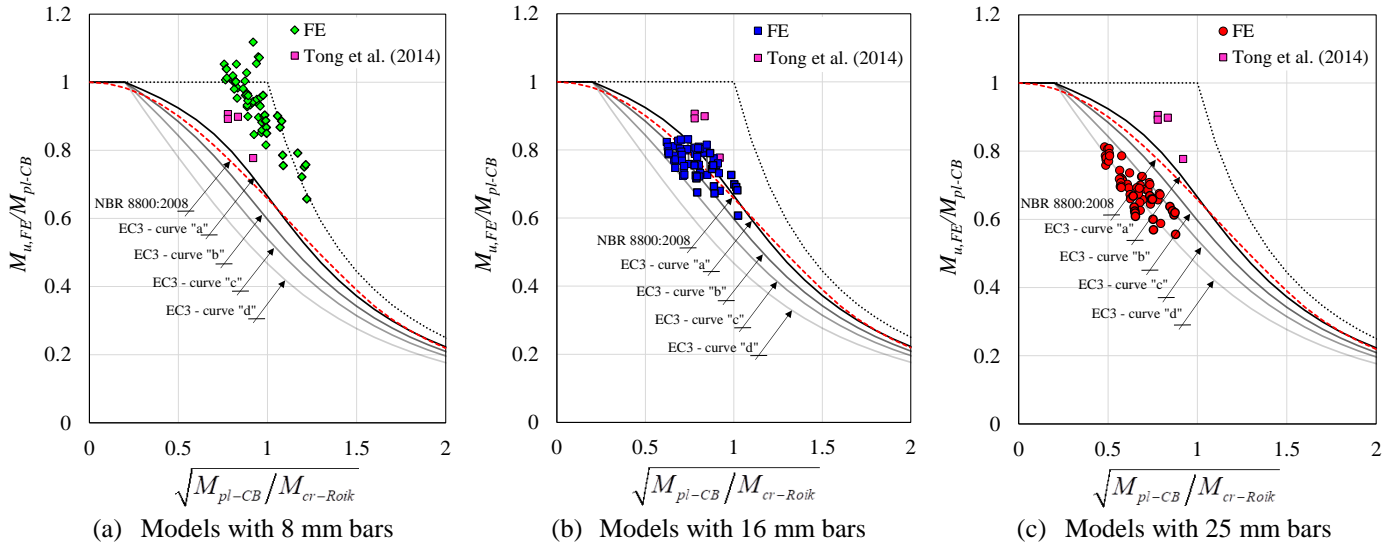 FE
Tong et al. (2014)
M_{u,FE}/M_{pl-CB}
1.2
1
0.8
0.6
0.4
0.2
0
NBR 8800:2008
EC3 - curve "a"
EC3 - curve "b"
EC3 - curve "c"
EC3 - curve "d"
0 0.5 1 1.5 2
√M_{pl-CB}/M_{cr-Roik}
(a) Models with 8 mm bars
FE
Tong et al. (2014)
M_{u,FE}/M_{pl-CB}
1.2
1
0.8
0.6
0.4
0.2
0
NBR 8800:2008
EC3 - curve "a"
EC3 - curve "b"
EC3 - curve "c"
EC3 - curve "d"
0 0.5 1 1.5 2
√M_{pl-CB}/M_{cr-Roik}
(b) Models with 16 mm bars
FE
Tong et al. (2014)
M_{u,FE}/M_{pl-CB}
1.2
1
0.8
0.6
0.4
0.2
0
NBR 8800:2008
EC3 - curve "a"
EC3 - curve "b"
EC3 - curve "c"
EC3 - curve "d"
0 0.5 1 1.5 2
√M_{pl-CB}/M_{cr-Roik}
(c) Models with 25 mm bars